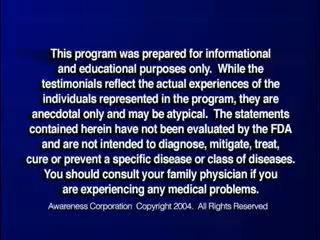 This program was prepared for informational
and educational purposes only. While the
testimonials reflect the actual experiences of the
individuals represented in the program, they are
anecdotal only and may be atypical. The statements
contained herein have not been evaluated by the FDA
and are not intended to diagnose, mitigate, treat,
cure or prevent a specific disease or class of diseases.
You should consult your family physician if you
are experiencing any medical problems.
Awareness Corporation Copyright 2004. All Rights Reserved